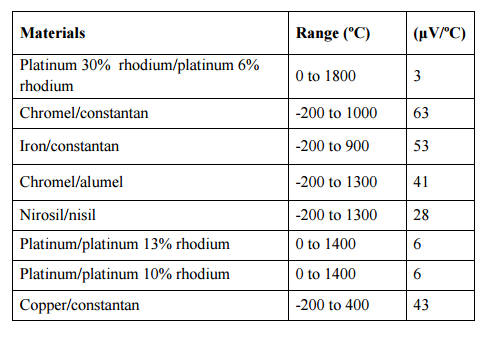 Materials Range (ºC) (µV/ºC)
Platinum 30% rhodium/platinum 6%
rhodium 0 to 1800 3
Chromel/constantan -200 to 1000 63
Iron/constantan -200 to 900 53
Chromel/alumel -200 to 1300 41
Nirosil/nisil -200 to 1300 28
Platinum/platinum 13% rhodium 0 to 1400 6
Platinum/platinum 10% rhodium 0 to 1400 6
Copper/constantan -200 to 400 43